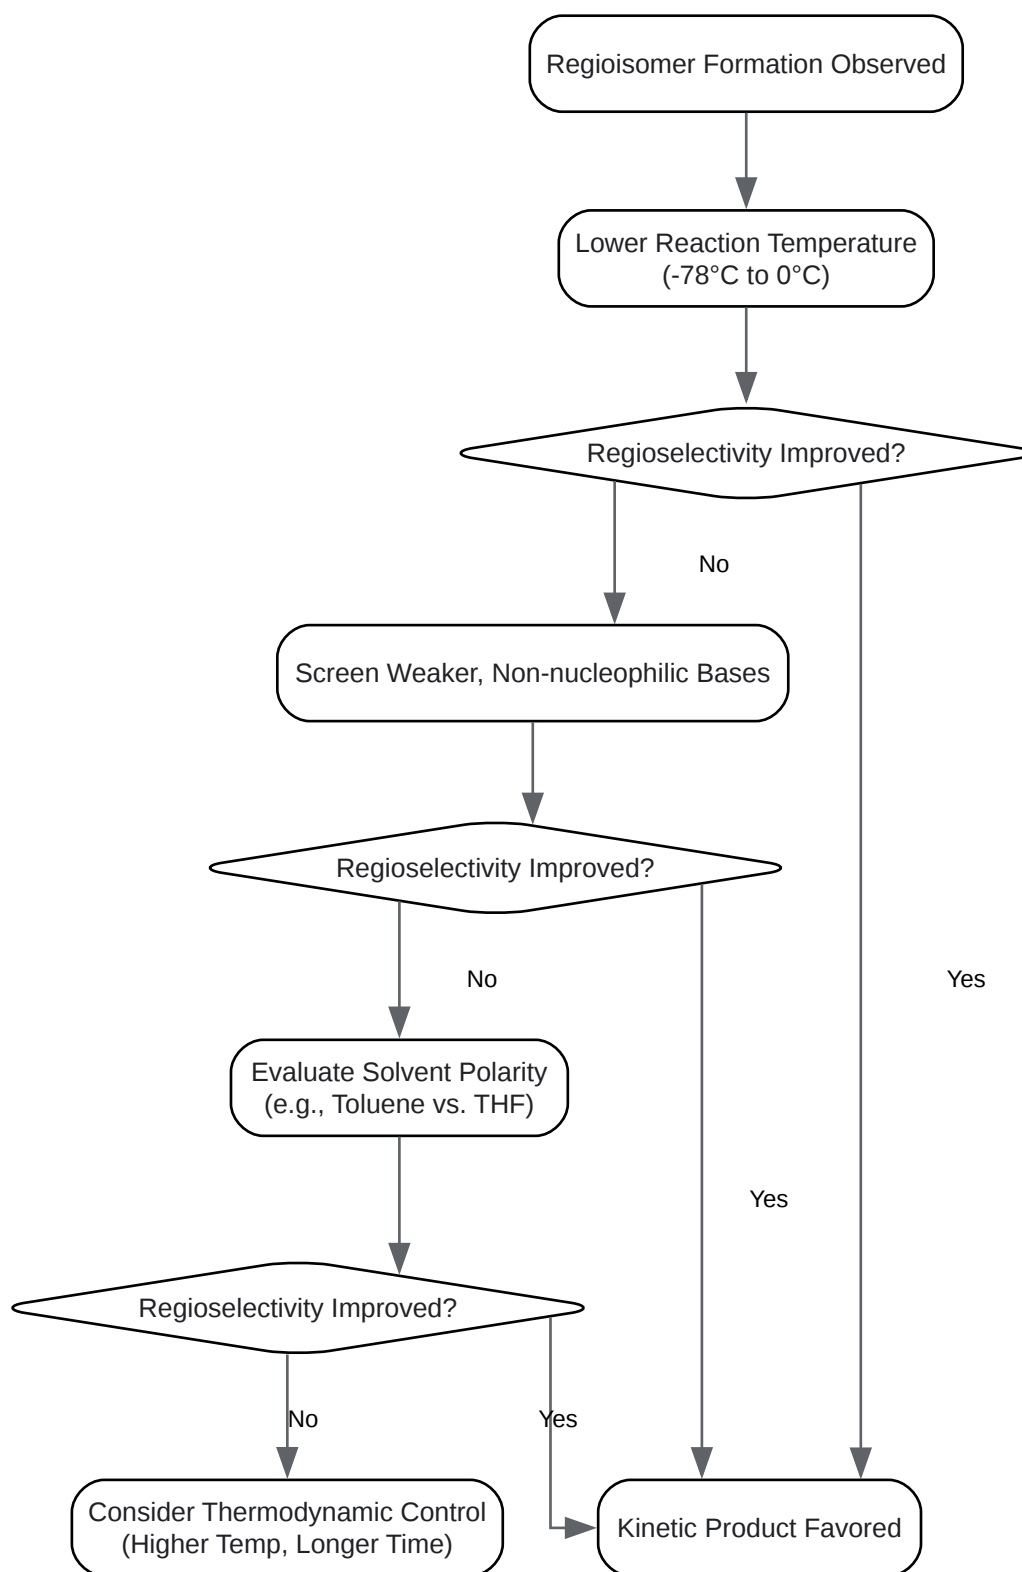 Regioisomer Formation Observed
Lower Reaction Temperature
(-78°C to 0°C)
Regioselectivity Improved?
No
Screen Weaker, Non-nucleophilic Bases
Regioselectivity Improved?
No
Yes
Evaluate Solvent Polarity
(e.g., Toluene vs. THF)
Yes
Regioselectivity Improved?
No
Yes
Consider Thermodynamic Control
(Higher Temp, Longer Time)
Kinetic Product Favored